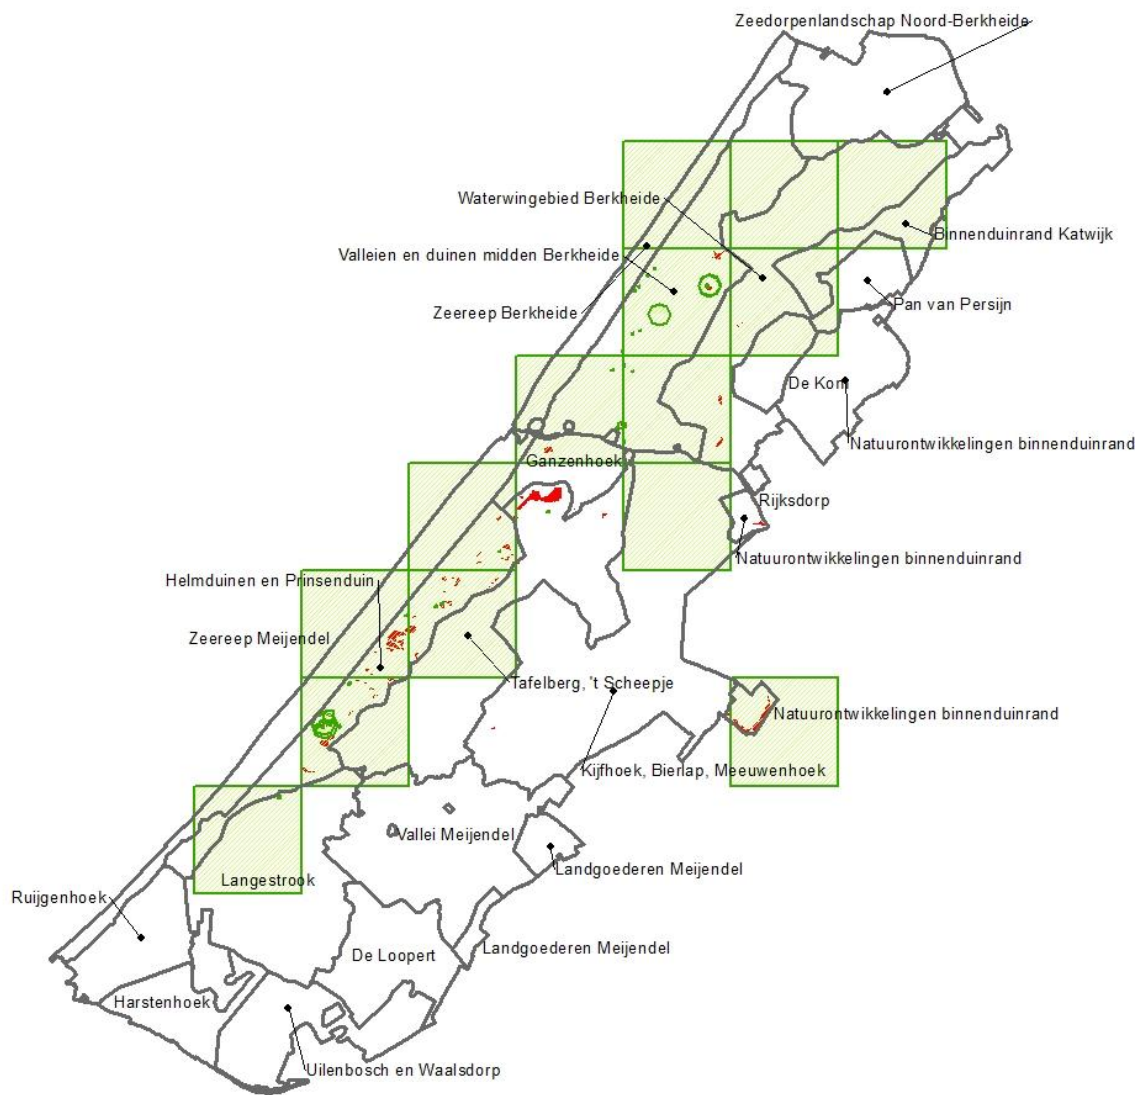 Zeedorpenlandschap Noord-Berkheide
Waterwingebied Berkheide
Binnenduinrand Katwijk
Valleien en duinen midden Berkheide
Pan van Persijn
Zeereep Berkheide
De Kom
Natuurontwikkelingen binnenduinrand
Ganzenhoek
Rijksdorp
Natuurontwikkelingen binnenduinrand
Helmduinen en Prinsenduin
Zeereep Meijendel
Tafelberg, 't Scheepje
Natuurontwikkelingen binnenduinrand
Kijfhoek, Bierlap, Meeuwenhoek
Vallei Meijendel
Landgoederen Meijendel
Langestrook
Ruijgenhoek
Landgoederen Meijendel
De Loopert
Harstenhoek
Uilenbosch en Waalsdorp